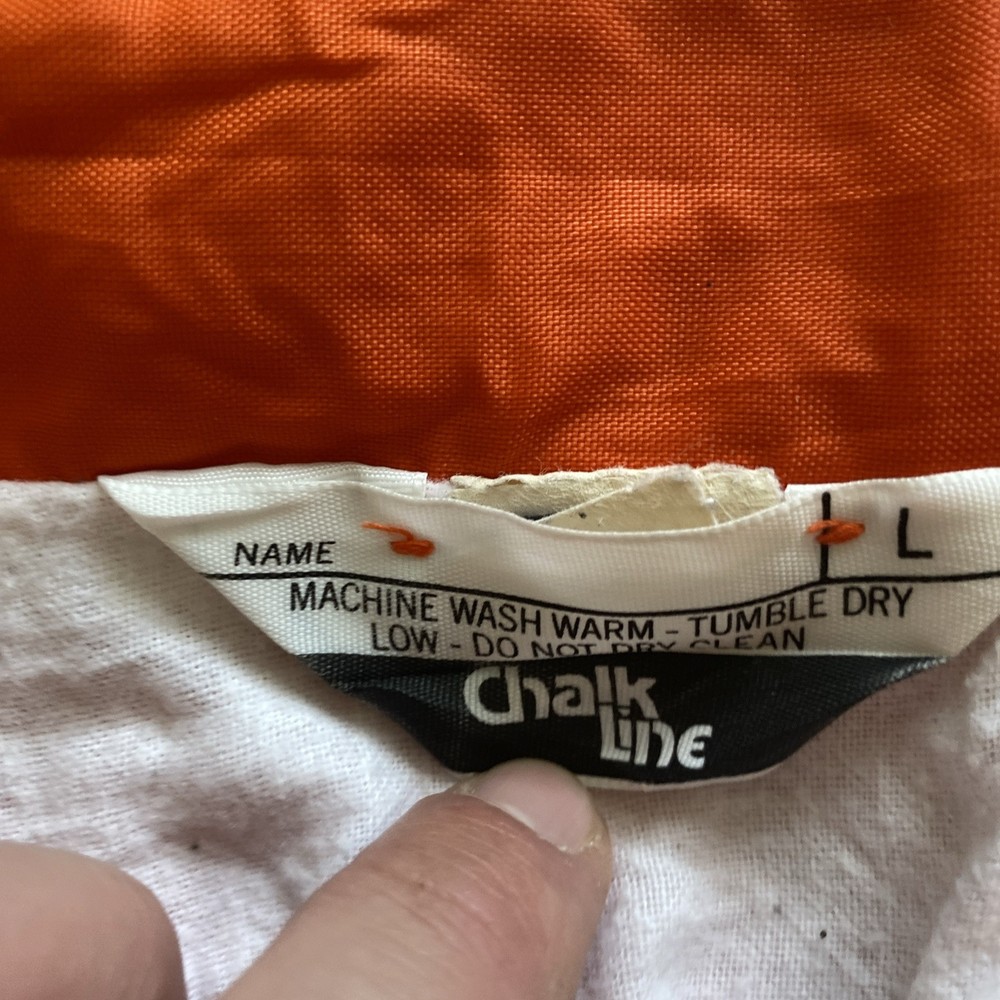 NAME L
MACHINE WASH WARM - TUMBLE DRY
LOW - DO NOT DRY CLEAN
Chalk
Line